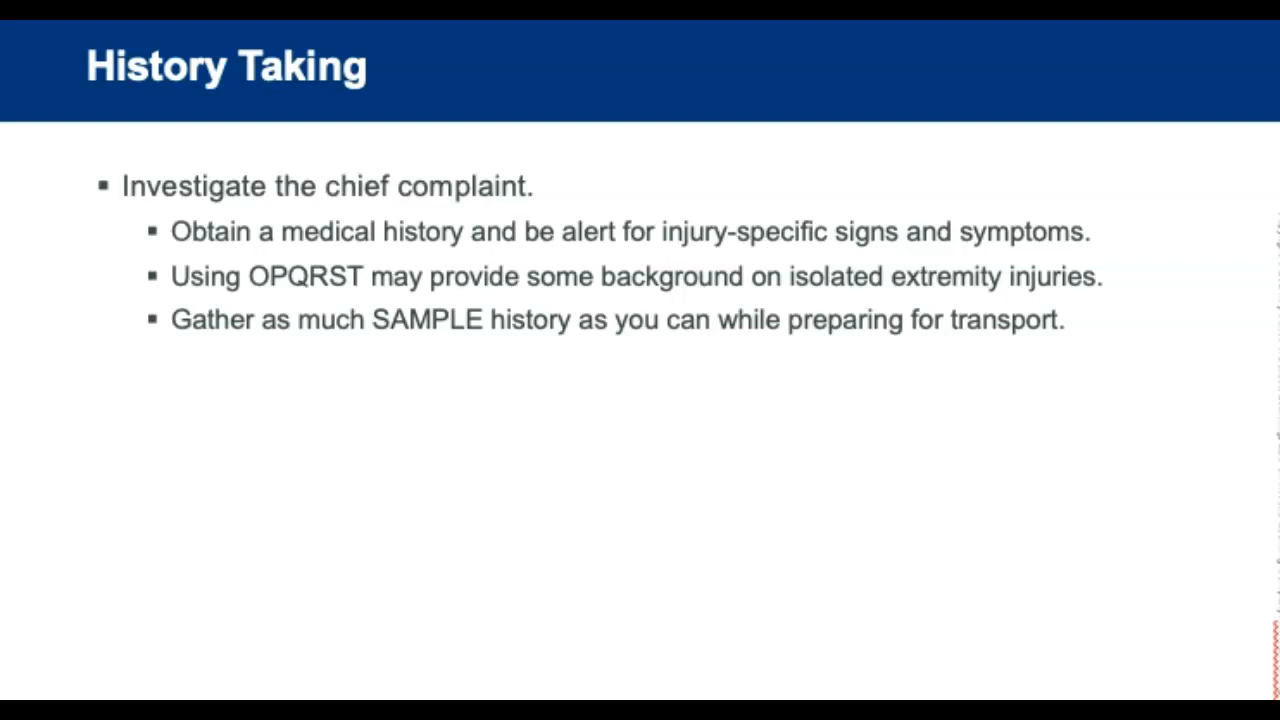 History Taking
▪ Investigate the chief complaint.
▪ Obtain a medical history and be alert for injury-specific signs and symptoms.
▪ Using OPQRST may provide some background on isolated extremity injuries.
▪ Gather as much SAMPLE history as you can while preparing for transport.